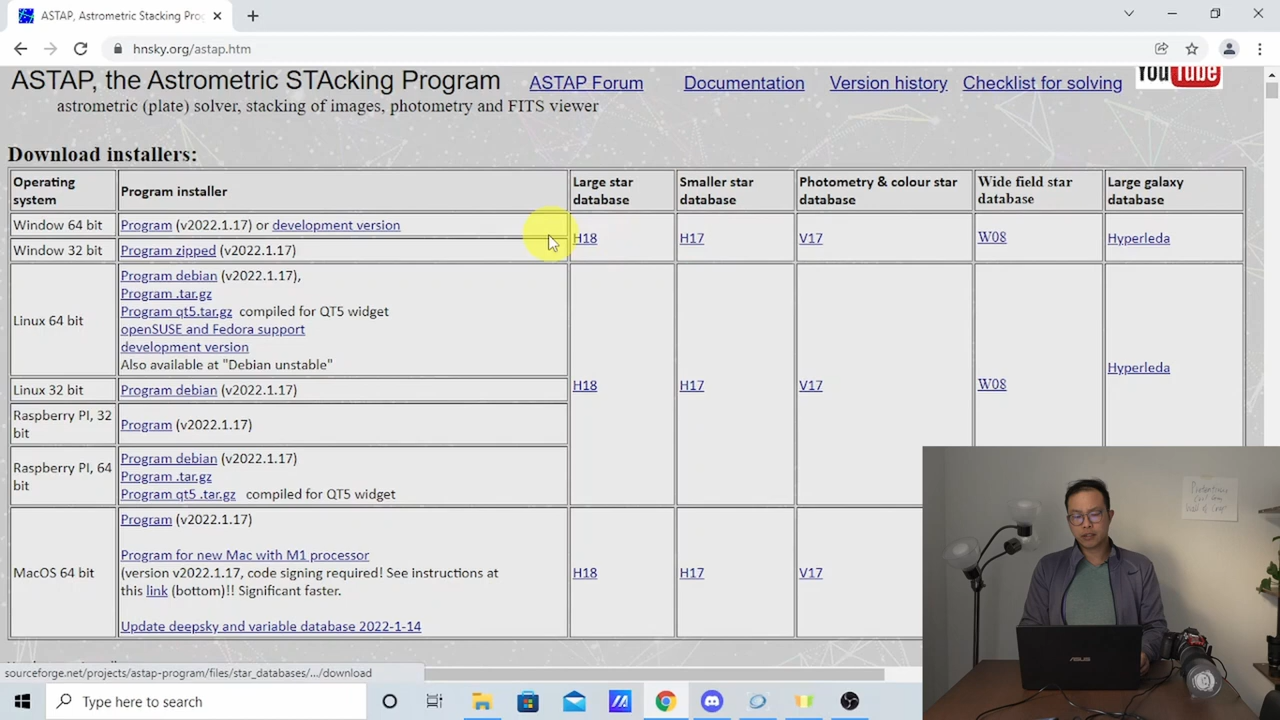 ASTAP, Astrometric Stacking Pro
hnsky.org/astap.htm
ASTAP, the Astrometric STAcking Program
ASTAP Forum
Documentation
Version history
Checklist for solving
YOU TUBE
astrometric (plate) solver, stacking of images, photometry and FITS viewer
Download installers:
Operating system
Program installer
Large star database
Smaller star database
Photometry & colour star database
Wide field star database
Large galaxy database
Window 64 bit
Program (v2022.1.17) or development version
H18
H17
V17
W08
Hyperleda
Window 32 bit
Program zipped (v2022.1.17)
Linux 64 bit
Program debian (v2022.1.17),
Program .tar.gz
Program qt5.tar.gz compiled for QT5 widget
openSUSE and Fedora support
development version
Also available at "Debian unstable"
H18
H17
V17
W08
Hyperleda
Linux 32 bit
Program debian (v2022.1.17)
Raspberry PI, 32 bit
Program (v2022.1.17)
Raspberry PI, 64 bit
Program debian (v2022.1.17)
Program .tar.gz
Program qt5 .tar.gz compiled for QT5 widget
MacOS 64 bit
Program (v2022.1.17)
Program for new Mac with M1 processor
(version v2022.1.17, code signing required! See instructions at
this link (bottom)!! Significant faster.
Update deepsky and variable database 2022-1-14
H18
H17
V17
sourceforge.net/projects/astap-program/files/star_databases/.../download
Type here to search
ASUS